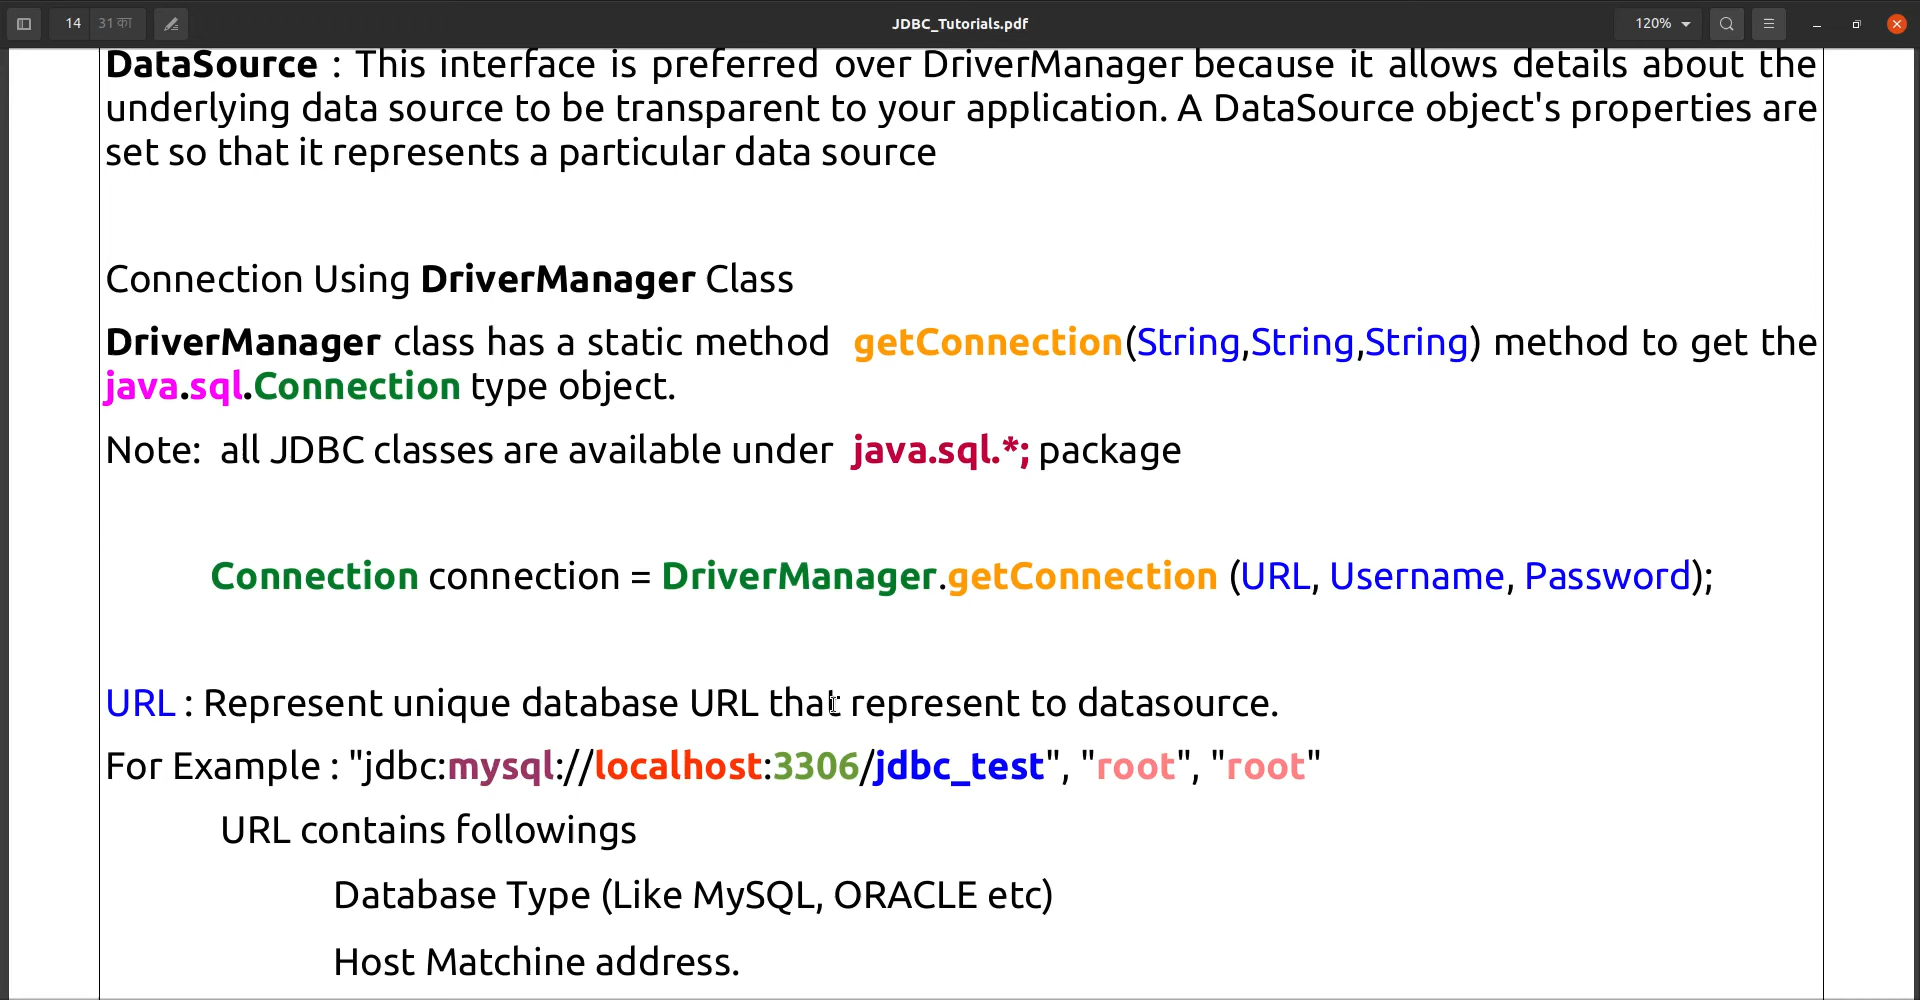 14 31 का
JDBC_Tutorials.pdf
120%
DataSource : This interface is preferred over DriverManager because it allows details about the
underlying data source to be transparent to your application. A DataSource object's properties are
set so that it represents a particular data source
Connection Using DriverManager Class
DriverManager class has a static method getConnection(String,String,String) method to get the
java.sql.Connection type object.
Note: all JDBC classes are available under java.sql.*; package
Connection connection = DriverManager.getConnection (URL, Username, Password);
URL : Represent unique database URL that represent to datasource.
For Example : "jdbc:mysql://localhost:3306/jdbc_test", "root", "root"
URL contains followings
Database Type (Like MySQL, ORACLE etc)
Host Matchine address.